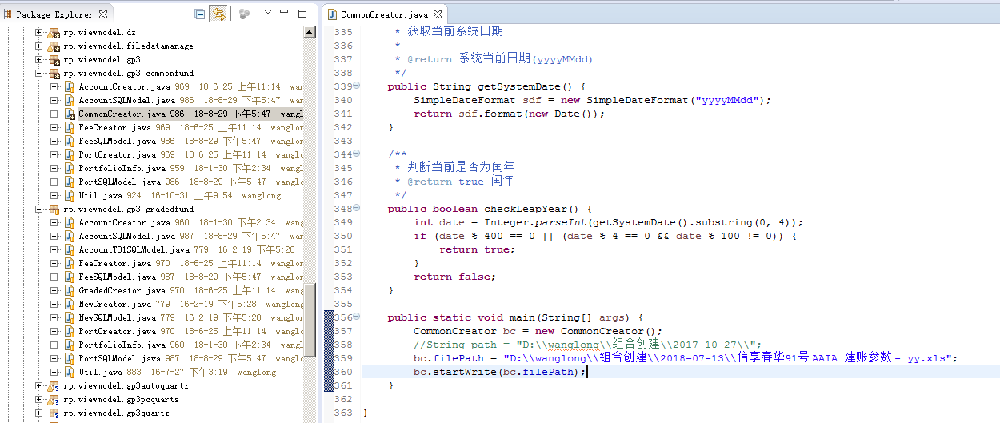 Package Explorer
rp.viewmodel.dz
rp.viewmodel.filedatamanage
rp.viewmodel.gp3
rp.viewmodel.gp3.commonfund
AccountCreator.java 969 18-6-25 上午11:14 wang
AccountSQLModel.java 986 18-8-29 下午5:47 wan
CommonCreator.java 986 18-8-29 下午5:47 wangl
FeeCreator.java 969 18-6-25 上午11:14 wanglon
FeeSQLModel.java 986 18-8-29 下午5:47 wanglo
PortCreator.java 969 18-6-25 上午11:14 wanglo
PortfolioInfo.java 959 18-1-30 下午2:34 wangl
PortSQLModel.java 986 18-8-29 下午5:47 wangl
Util.java 924 16-10-31 上午9:54 wanglong
rp.viewmodel.gp3.gradedfund
AccountCreator.java 960 18-1-30 下午2:34 wangl
AccountSQLModel.java 987 18-8-29 下午5:47 wan
AccountTO1SQLModel.java 779 16-2-19 下午5:28
FeeCreator.java 970 18-6-25 上午11:14 wanglon
FeeSQLModel.java 987 18-8-29 下午5:47 wanglo
GradedCreator.java 970 18-6-25 上午11:14 wang
NewCreator.java 779 16-2-19 下午5:28 wanglong
NewSQLModel.java 779 16-2-19 下午5:28 wanglo
PortCreator.java 970 18-6-25 上午11:14 wanglo
PortfolioInfo.java 960 18-1-30 下午2:34 wangl
PortSQLModel.java 987 18-8-29 下午5:47 wangl
Util.java 883 16-7-27 下午3:19 wanglong
rp.viewmodel.gp3autoquartz
rp.viewmodel.gp3pcquarts
rp.viewmodel.gp3quartz
CommonCreator.java
335 * 获取当前系统日期
336 *
337 * @return 系统当前日期(yyyyMMdd)
338 */
339 public String getSystemDate() {
340 SimpleDateFormat sdf = new SimpleDateFormat("yyyyMMdd");
341 return sdf.format(new Date());
342 }
343
344 /**
345 * 判断当前是否为闰年
346 * @return true-闰年
347 */
348 public boolean checkLeapYear() {
349 int date = Integer.parseInt(getSystemDate().substring(0, 4));
350 if (date % 400 == 0 || (date % 4 == 0 && date % 100 != 0)) {
351 return true;
352 }
353 return false;
354 }
355
356 public static void main(String[] args) {
357 CommonCreator bc = new CommonCreator();
358 //String path = "D:\\wanglong\\组合创建\\2017-10-27\\";
359 bc.filePath = "D:\\wanglong\\组合创建\\2018-07-13\\信享春华91号AAIA 建账参数 - yy.xls";
360 bc.startWrite(bc.filePath);
361 }
362
363 }